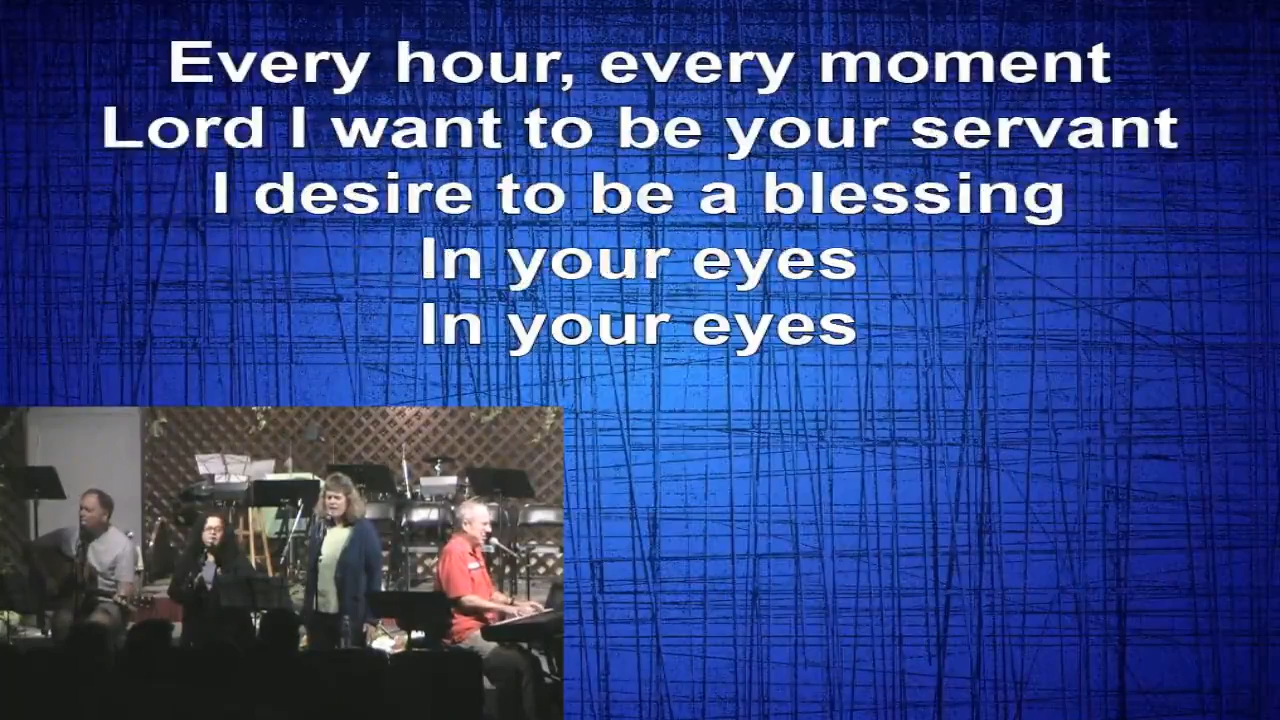 Every hour, every moment
Lord I want to be your servant
I desire to be a blessing
In your eyes
In your eyes